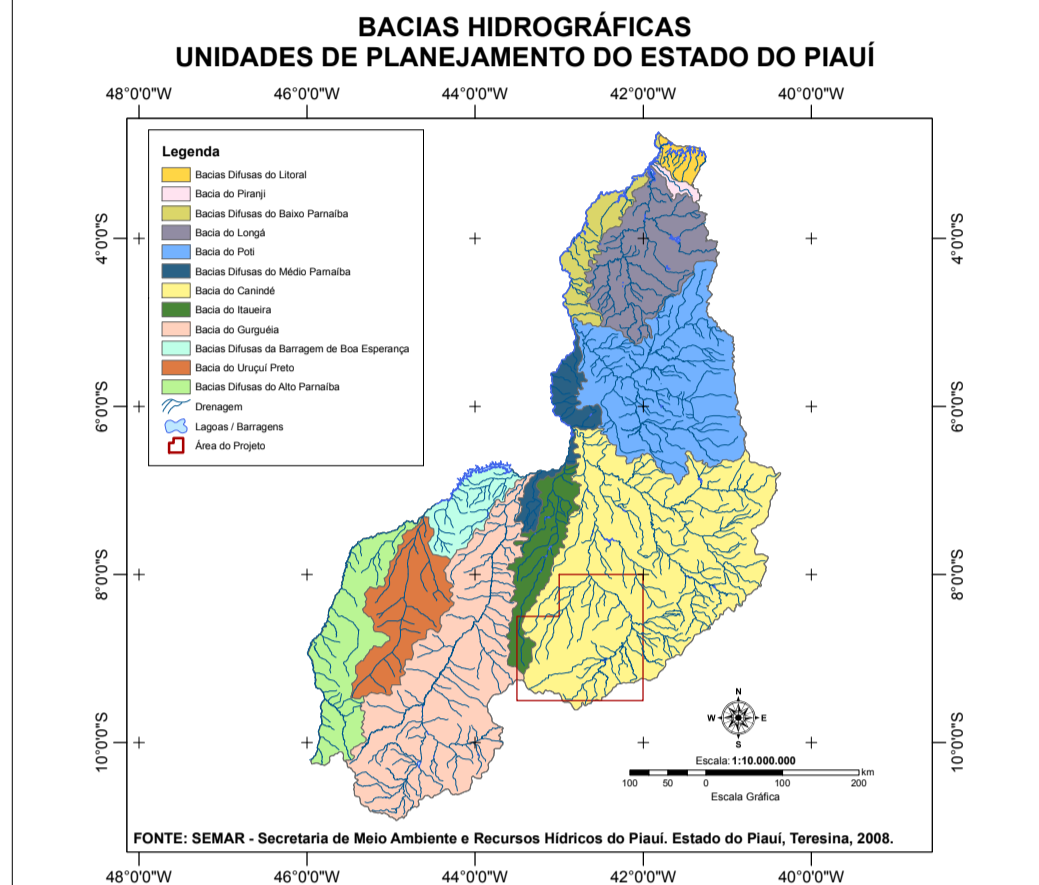 BACIAS HIDROGRÁFICAS
UNIDADES DE PLANEJAMENTO DO ESTADO DO PIAUÍ
48°0'0"W 46°0'0"W 44°0'0"W 42°0'0"W 40°0'0"W
Legenda
Bacias Difusas do Litoral
Bacia do Piranji
Bacias Difusas do Baixo Parnaíba
Bacia do Longá
Bacia do Poti
Bacias Difusas do Médio Parnaíba
Bacia do Canindé
Bacia do Itaueira
Bacia do Gurguéia
Bacias Difusas da Barragem de Boa Esperança
Bacia do Uruçuí Preto
Bacias Difusas do Alto Parnaíba
Drenagem
Lagoas / Barragens
Área do Projeto
4°0'0"S 4°0'0"S
6°0'0"S 6°0'0"S
8°0'0"S 8°0'0"S
10°0'0"S 10°0'0"S
N
W E
S
Escala: 1:10.000.000
km
100 50 0 100 200
Escala Gráfica
FONTE: SEMAR - Secretaria de Meio Ambiente e Recursos Hídricos do Piauí. Estado do Piauí, Teresina, 2008.
48°0'0"W 46°0'0"W 44°0'0"W 42°0'0"W 40°0'0"W